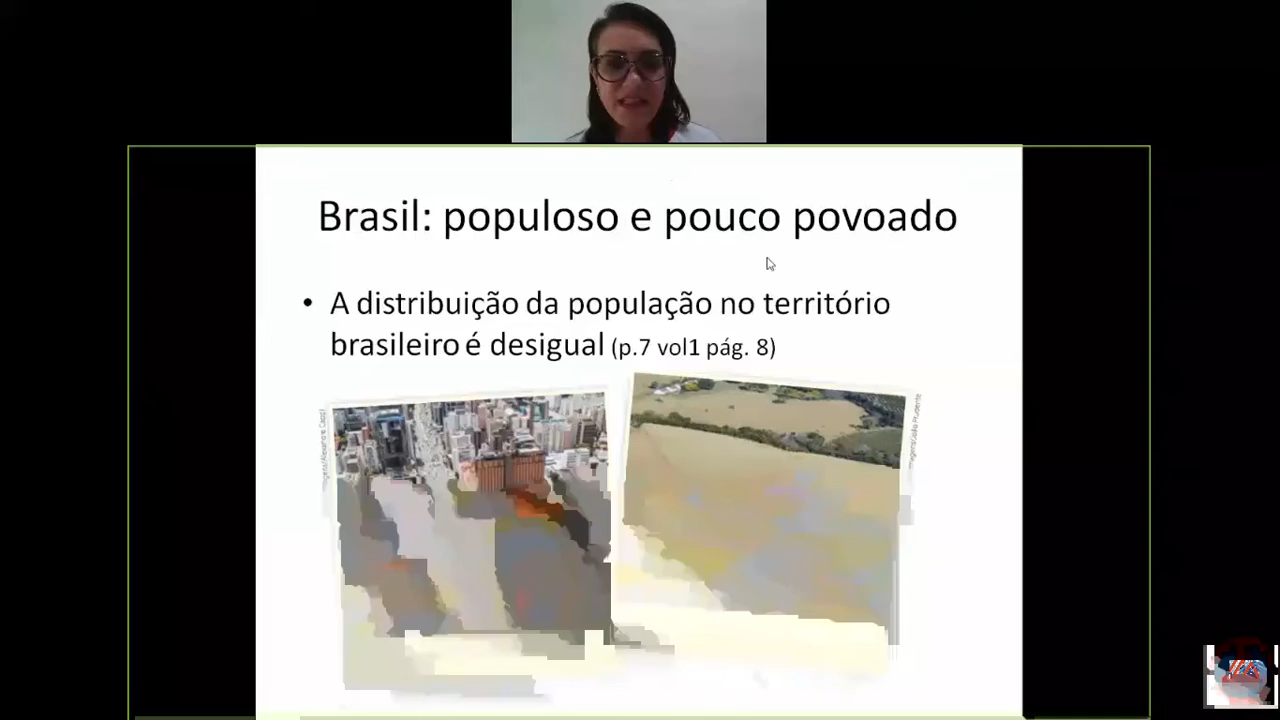 Brasil: populoso e pouco povoado
• A distribuição da população no território
brasileiro é desigual (p.7 vol1 pág. 8)